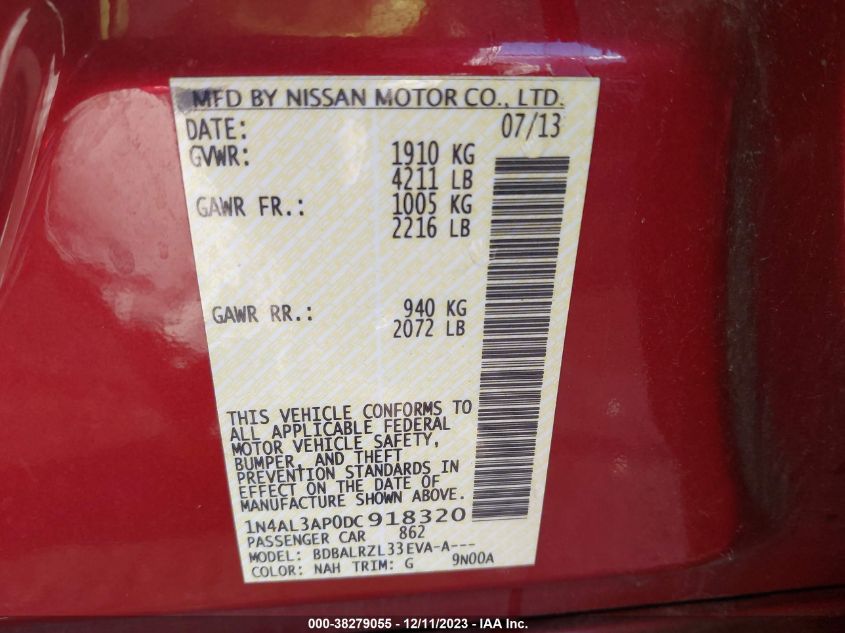 MFD BY NISSAN MOTOR CO., LTD.
DATE: 07/13
GVWR: 1910 KG
4211 LB
GAWR FR.: 1005 KG
2216 LB
GAWR RR.: 940 KG
2072 LB
THIS VEHICLE CONFORMS TO
ALL APPLICABLE FEDERAL
MOTOR VEHICLE SAFETY,
BUMPER, AND THEFT
PREVENTION STANDARDS IN
EFFECT ON THE DATE OF
MANUFACTURE SHOWN ABOVE.
1N4AL3AP0DC918320
PASSENGER CAR 862
MODEL: BDBALRZL33EVA-A---
COLOR: NAH TRIM: G 9N00A
000-38279055 - 12/11/2023 - IAA Inc.